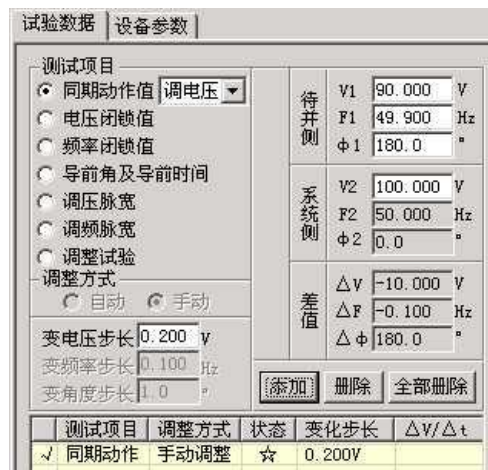 试验数据 设备参数
测试项目
同期动作值 调电压
电压闭锁值
频率闭锁值
导前角及导前时间
调压脉宽
调频脉宽
调整试验
调整方式
自动 手动
变电压步长 0.200 V
变频率步长 0.100 Hz
变角度步长 1.0 °
待并侧
V1 90.000 V
F1 49.900 Hz
φ1 180.0 °
系统侧
V2 100.000 V
F2 50.000 Hz
φ2 0.0 °
差值
△V -10.000 V
△F -0.100 Hz
△φ 180.0 °
添加 删除 全部删除
测试项目 调整方式 状态 变化步长 △V/△t
√ 同期动作 手动调整 ☆ 0.200V